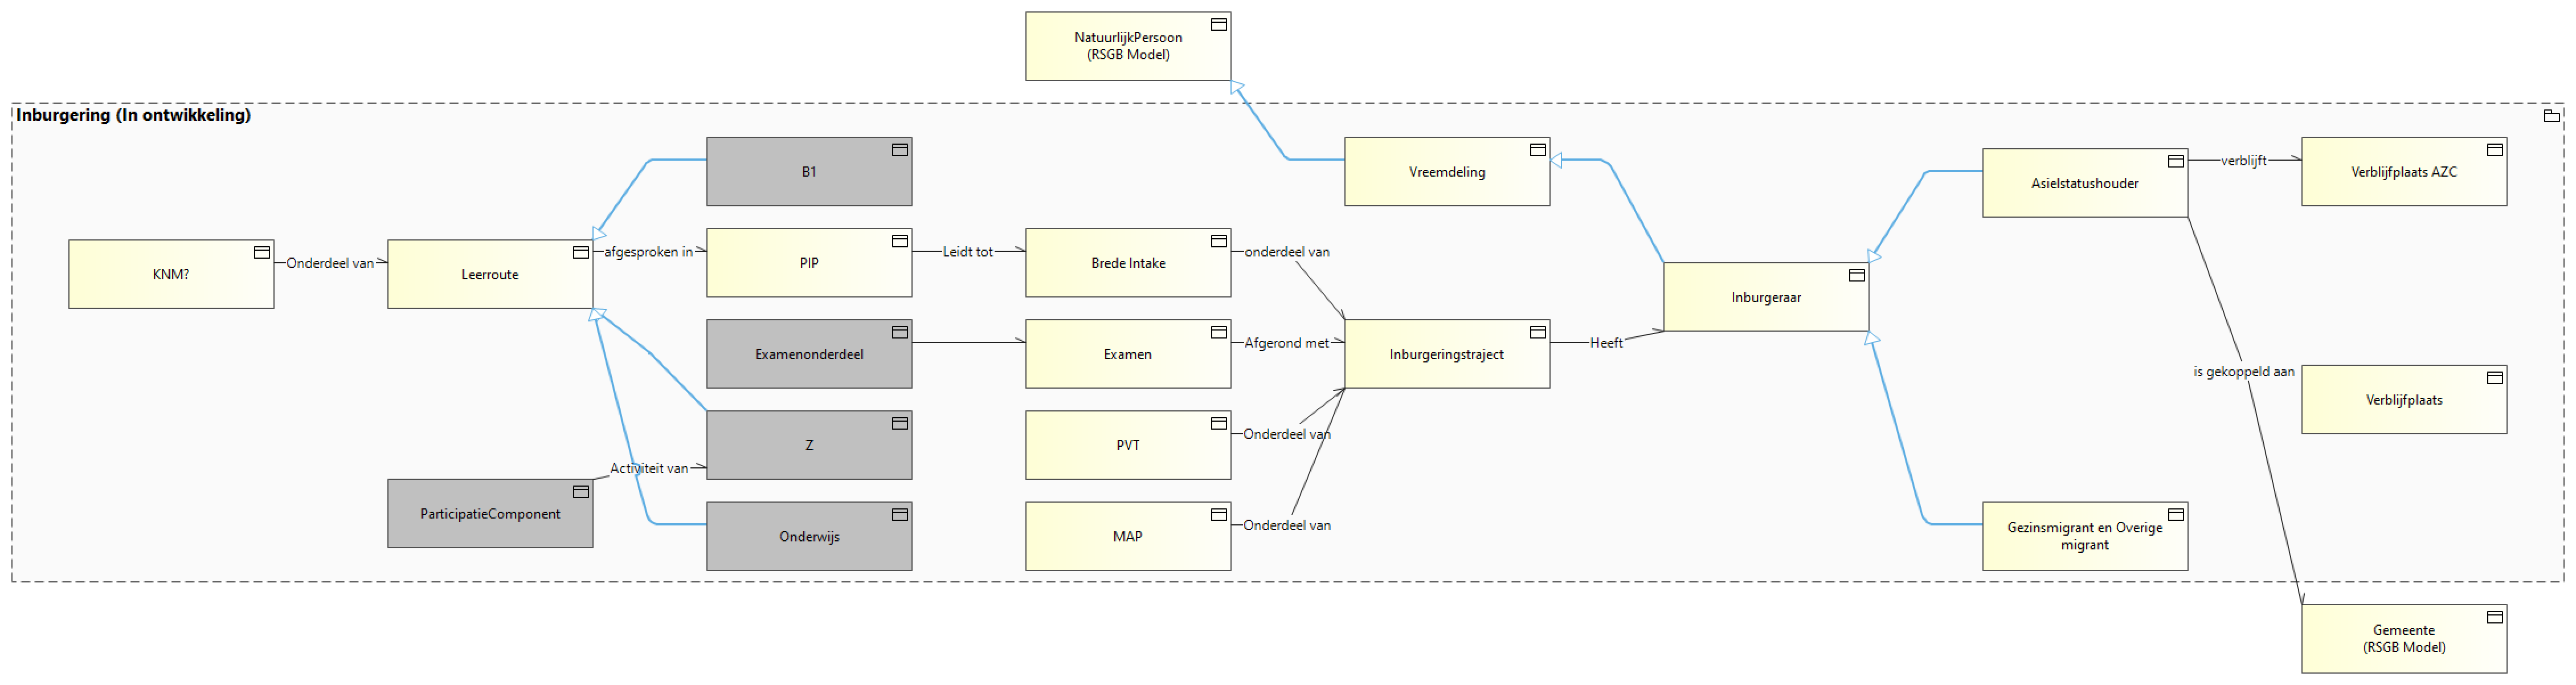 NatuurlijkPersoon
(RSGB Model)
Inburgering (In ontwikkeling)
B1
Vreemdeling
Asielstatushouder
verblijft
Verblijfplaats AZC
KNM?
Onderdeel van
Leerroute
afgesproken in
PIP
Leidt tot
Brede Intake
onderdeel van
Inburgeraar
Examenonderdeel
Examen
Afgerond met
Inburgeringstraject
Heeft
is gekoppeld aan
Verblijfplaats
Z
PVT
Onderdeel van
Activiteit van
ParticipatieComponent
Onderwijs
MAP
Onderdeel van
Gezinsmigrant en Overige
migrant
Gemeente
(RSGB Model)